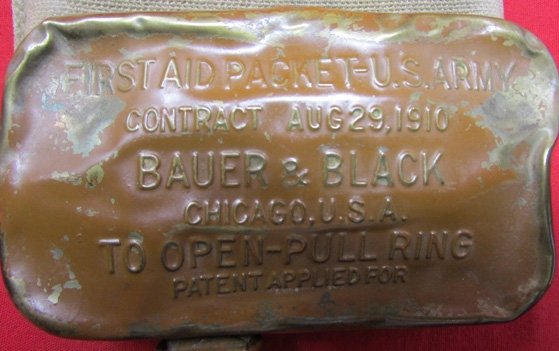 FIRST AID PACKET-U.S. ARMY
CONTRACT AUG 29, 1910
BAUER & BLACK
CHICAGO, U.S.A.
TO OPEN-PULL RING
PATENT APPLIED FOR